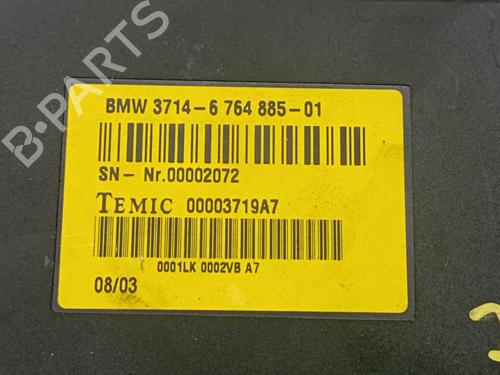 B-PARTS
BMW 3714-6 764 885-01
SN- Nr.00002072
TEMIC 00003719A7
0001LK 0002VB A7
08/03